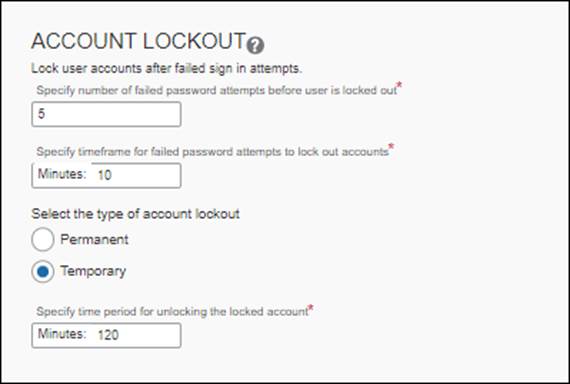 ACCOUNT LOCKOUT?
Lock user accounts after failed sign in attempts.
Specify number of failed password attempts before user is locked out*
5
Specify timeframe for failed password attempts to lock out accounts*
Minutes: 10
Select the type of account lockout
Permanent
Temporary
Specify time period for unlocking the locked account*
Minutes: 120